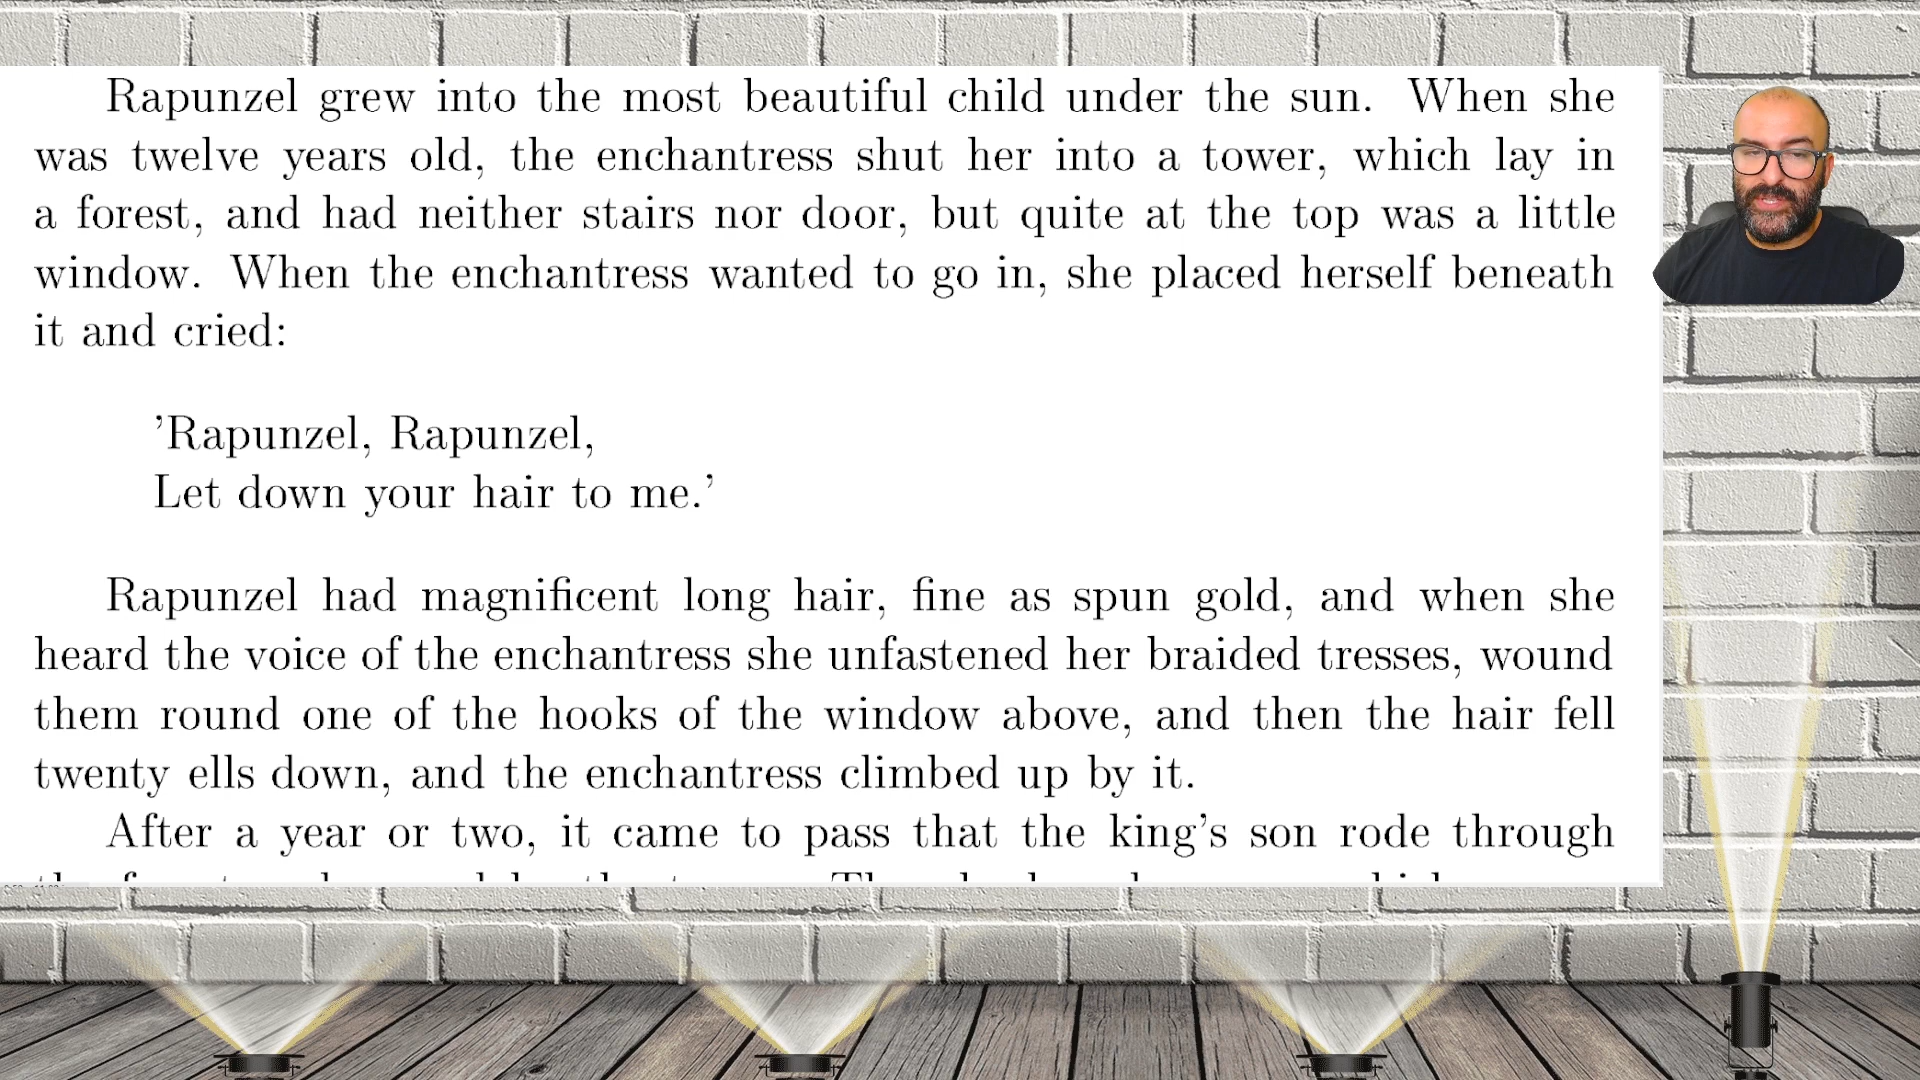 Rapunzel grew into the most beautiful child under the sun. When she
was twelve years old, the enchantress shut her into a tower, which lay in
a forest, and had neither stairs nor door, but quite at the top was a little
window. When the enchantress wanted to go in, she placed herself beneath
it and cried:
’Rapunzel, Rapunzel,
Let down your hair to me.’
Rapunzel had magnificent long hair, fine as spun gold, and when she
heard the voice of the enchantress she unfastened her braided tresses, wound
them round one of the hooks of the window above, and then the hair fell
twenty ells down, and the enchantress climbed up by it.
After a year or two, it came to pass that the king’s son rode through